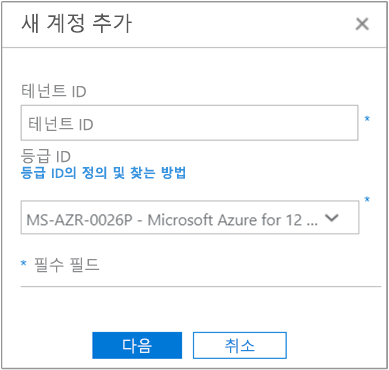 새 계정 추가
테넌트 ID
테넌트 ID
*
등급 ID
등급 ID의 정의 및 찾는 방법
*
MS-AZR-0026P - Microsoft Azure for 12 ...
* 필수 필드
다음
취소